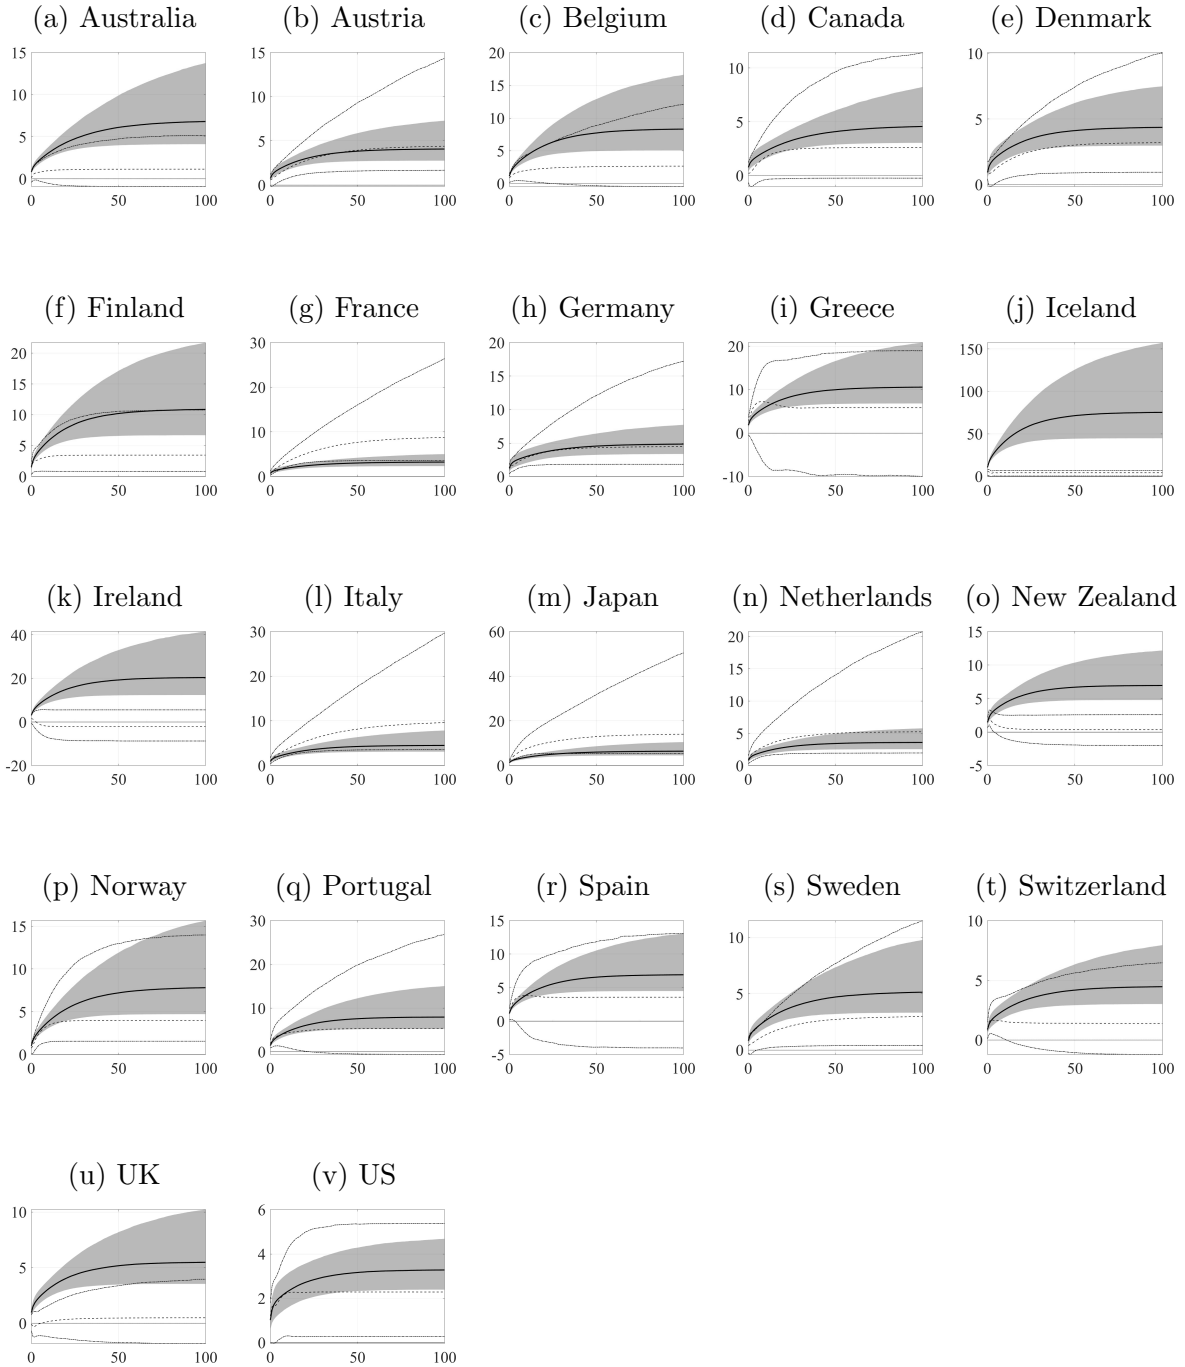 (a) Australia (b) Austria (c) Belgium (d) Canada (e) Denmark
15 15 20 10 10
10 10 15
5 5 10 5 5
5
0 0 0 0 0
0 50 100 0 50 100 0 50 100 0 50 100 0 50 100
(f) Finland (g) France (h) Germany (i) Greece (j) Iceland
20 30 20 20 150
15 20 15 10 100
10 10 10 0 50
5 5
0 0 0 -10 0
0 50 100 0 50 100 0 50 100 0 50 100 0 50 100
(k) Ireland (l) Italy (m) Japan (n) Netherlands (o) New Zealand
40 30 60 20 15
20 20 40 15 10
0 10 20 10 5
5 0
-20 0 0 0 -5
0 50 100 0 50 100 0 50 100 0 50 100 0 50 100
(p) Norway (q) Portugal (r) Spain (s) Sweden (t) Switzerland
15 30 15 10 10
10 20 10
5 10 5 5 5
0
0 0 -5 0 0
0 50 100 0 50 100 0 50 100 0 50 100 0 50 100
(u) UK (v) US
10 6
5 4
2
0 0
0 50 100 0 50 100